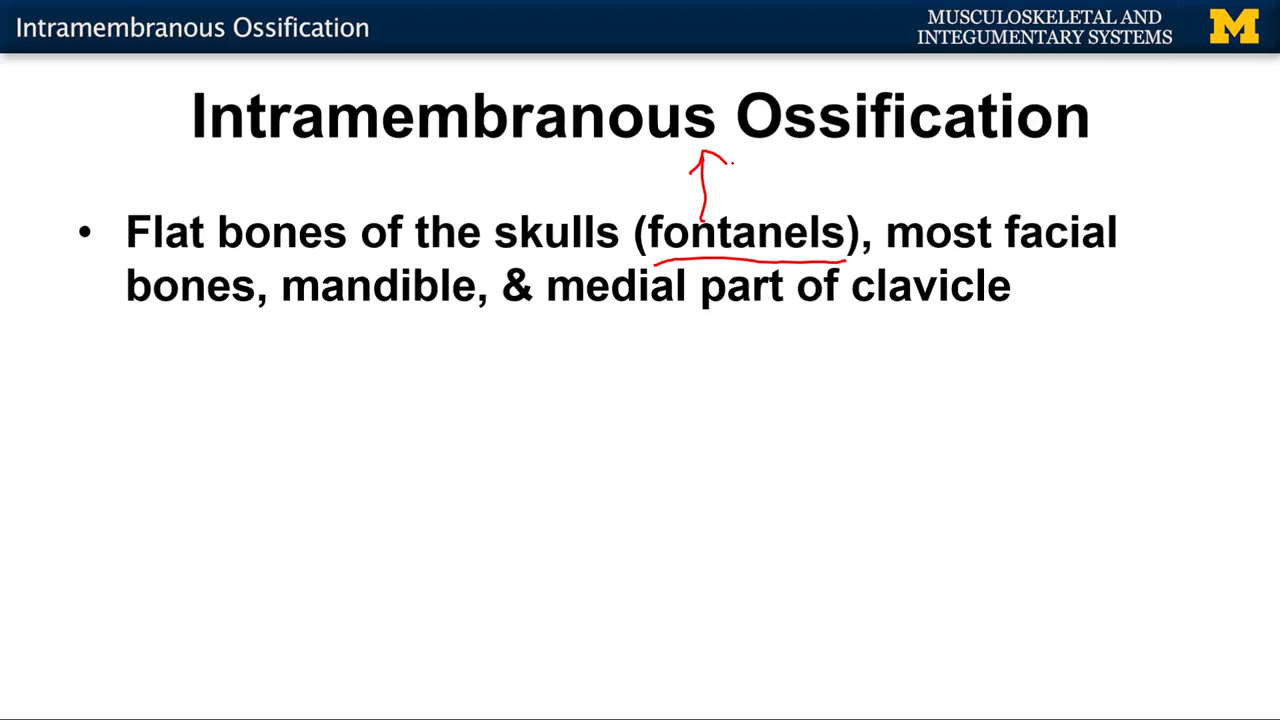 Intramembranous Ossification
MUSCULOSKELETAL AND
INTEGUMENTARY SYSTEMS
M
Intramembranous Ossification
• Flat bones of the skulls (fontanels), most facial
bones, mandible, & medial part of clavicle